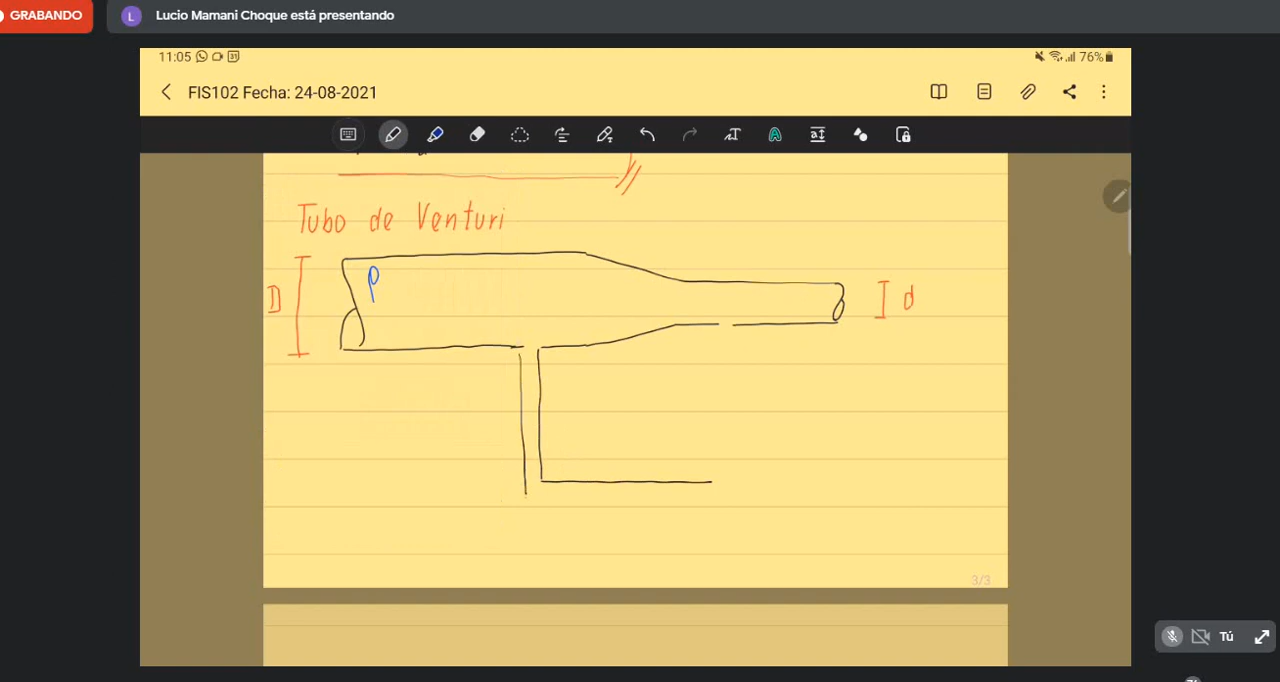 GRABANDO
L
Lucio Mamani Choque está presentando
11:05
31
76%
FIS102 Fecha: 24-08-2021
Tubo de Venturi
D
ρ
I d
3/3
Tú